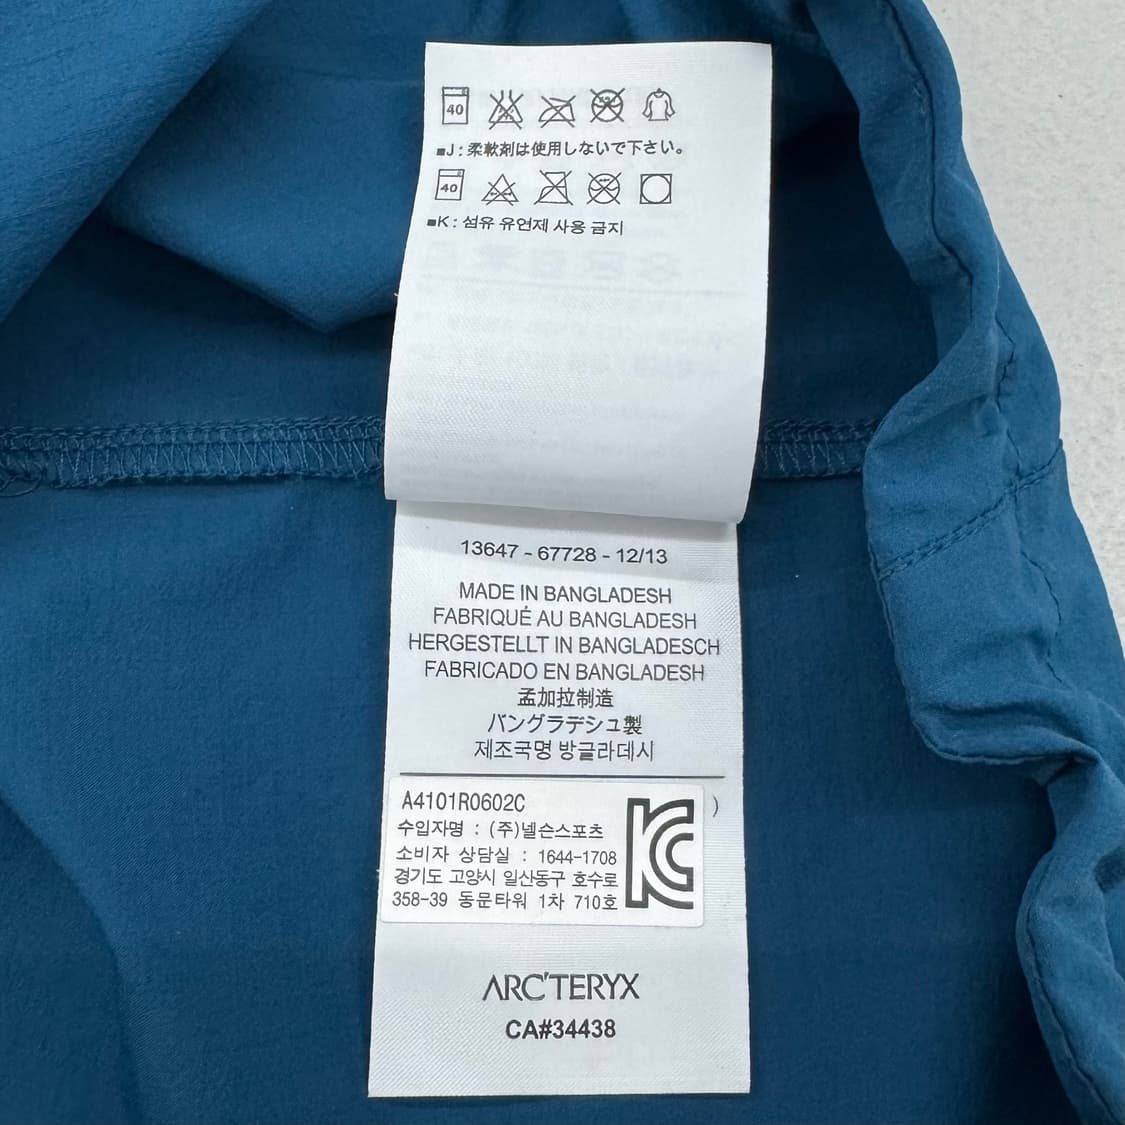 40
■J : 柔軟剤は使用しないで下さい。
40
■K : 섬유 유연제 사용 금지
13647 - 67728 - 12/13
MADE IN BANGLADESH
FABRIQUÉ AU BANGLADESH
HERGESTELLT IN BANGLADESCH
FABRICADO EN BANGLADESH
孟加拉制造
バングラデシュ製
제조국명 방글라데시
A4101R0602C
수입자명 : (주)넬슨스포츠
소비자 상담실 : 1644-1708
경기도 고양시 일산동구 호수로
358-39 동문타워 1차 710호
)
ARC'TERYX
CA#34438